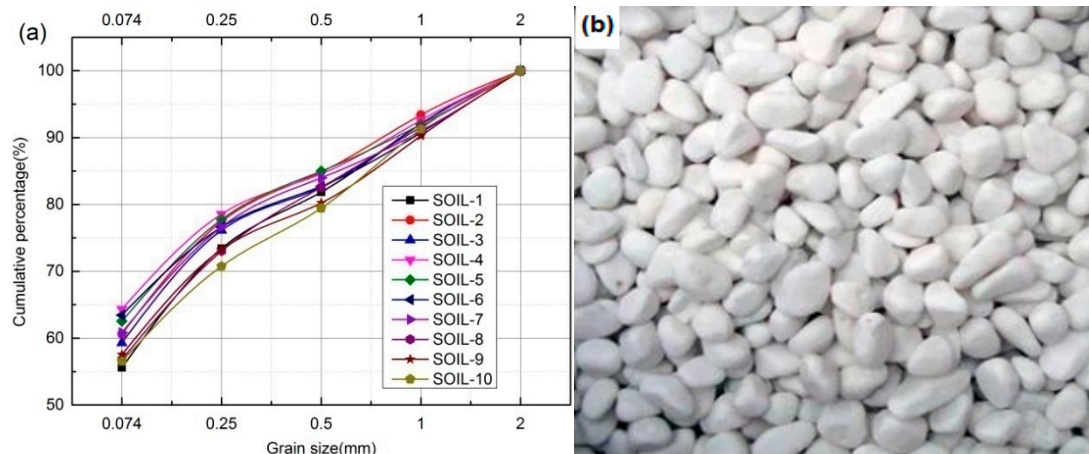 (a)
0.074 0.25 0.5 1 2
Cumulative percentage(%)
100
90
80
70
60
50
SOIL-1
SOIL-2
SOIL-3
SOIL-4
SOIL-5
SOIL-6
SOIL-7
SOIL-8
SOIL-9
SOIL-10
0.074 0.25 0.5 1 2
Grain size(mm)
(b)